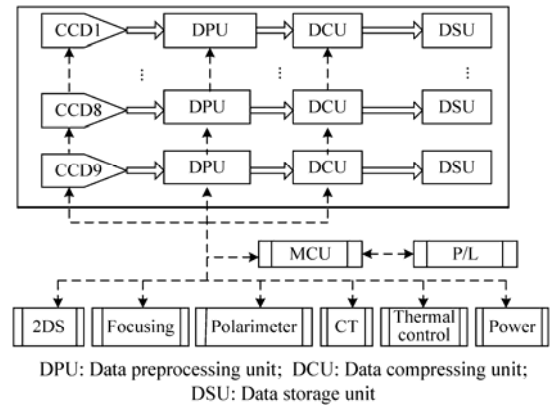 CCD1 DPU DCU DSU
⋮ ⋮ ⋮
CCD8 DPU DCU DSU
CCD9 DPU DCU DSU
MCU P/L
2DS Focusing Polarimeter CT Thermal control Power
DPU: Data preprocessing unit; DCU: Data compressing unit;
DSU: Data storage unit